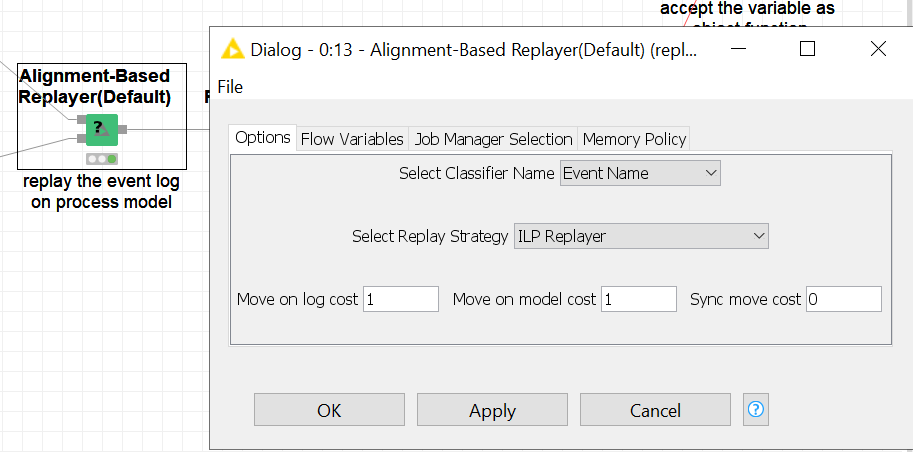 accept the variable as
object function
Dialog - 0:13 - Alignment-Based Replayer(Default) (repl...
Alignment-Based
Replayer(Default)
File
Options Flow Variables Job Manager Selection Memory Policy
Select Classifier Name Event Name
Select Replay Strategy ILP Replayer
replay the event log
on process model
Move on log cost 1 Move on model cost 1 Sync move cost 0
OK Apply Cancel ?